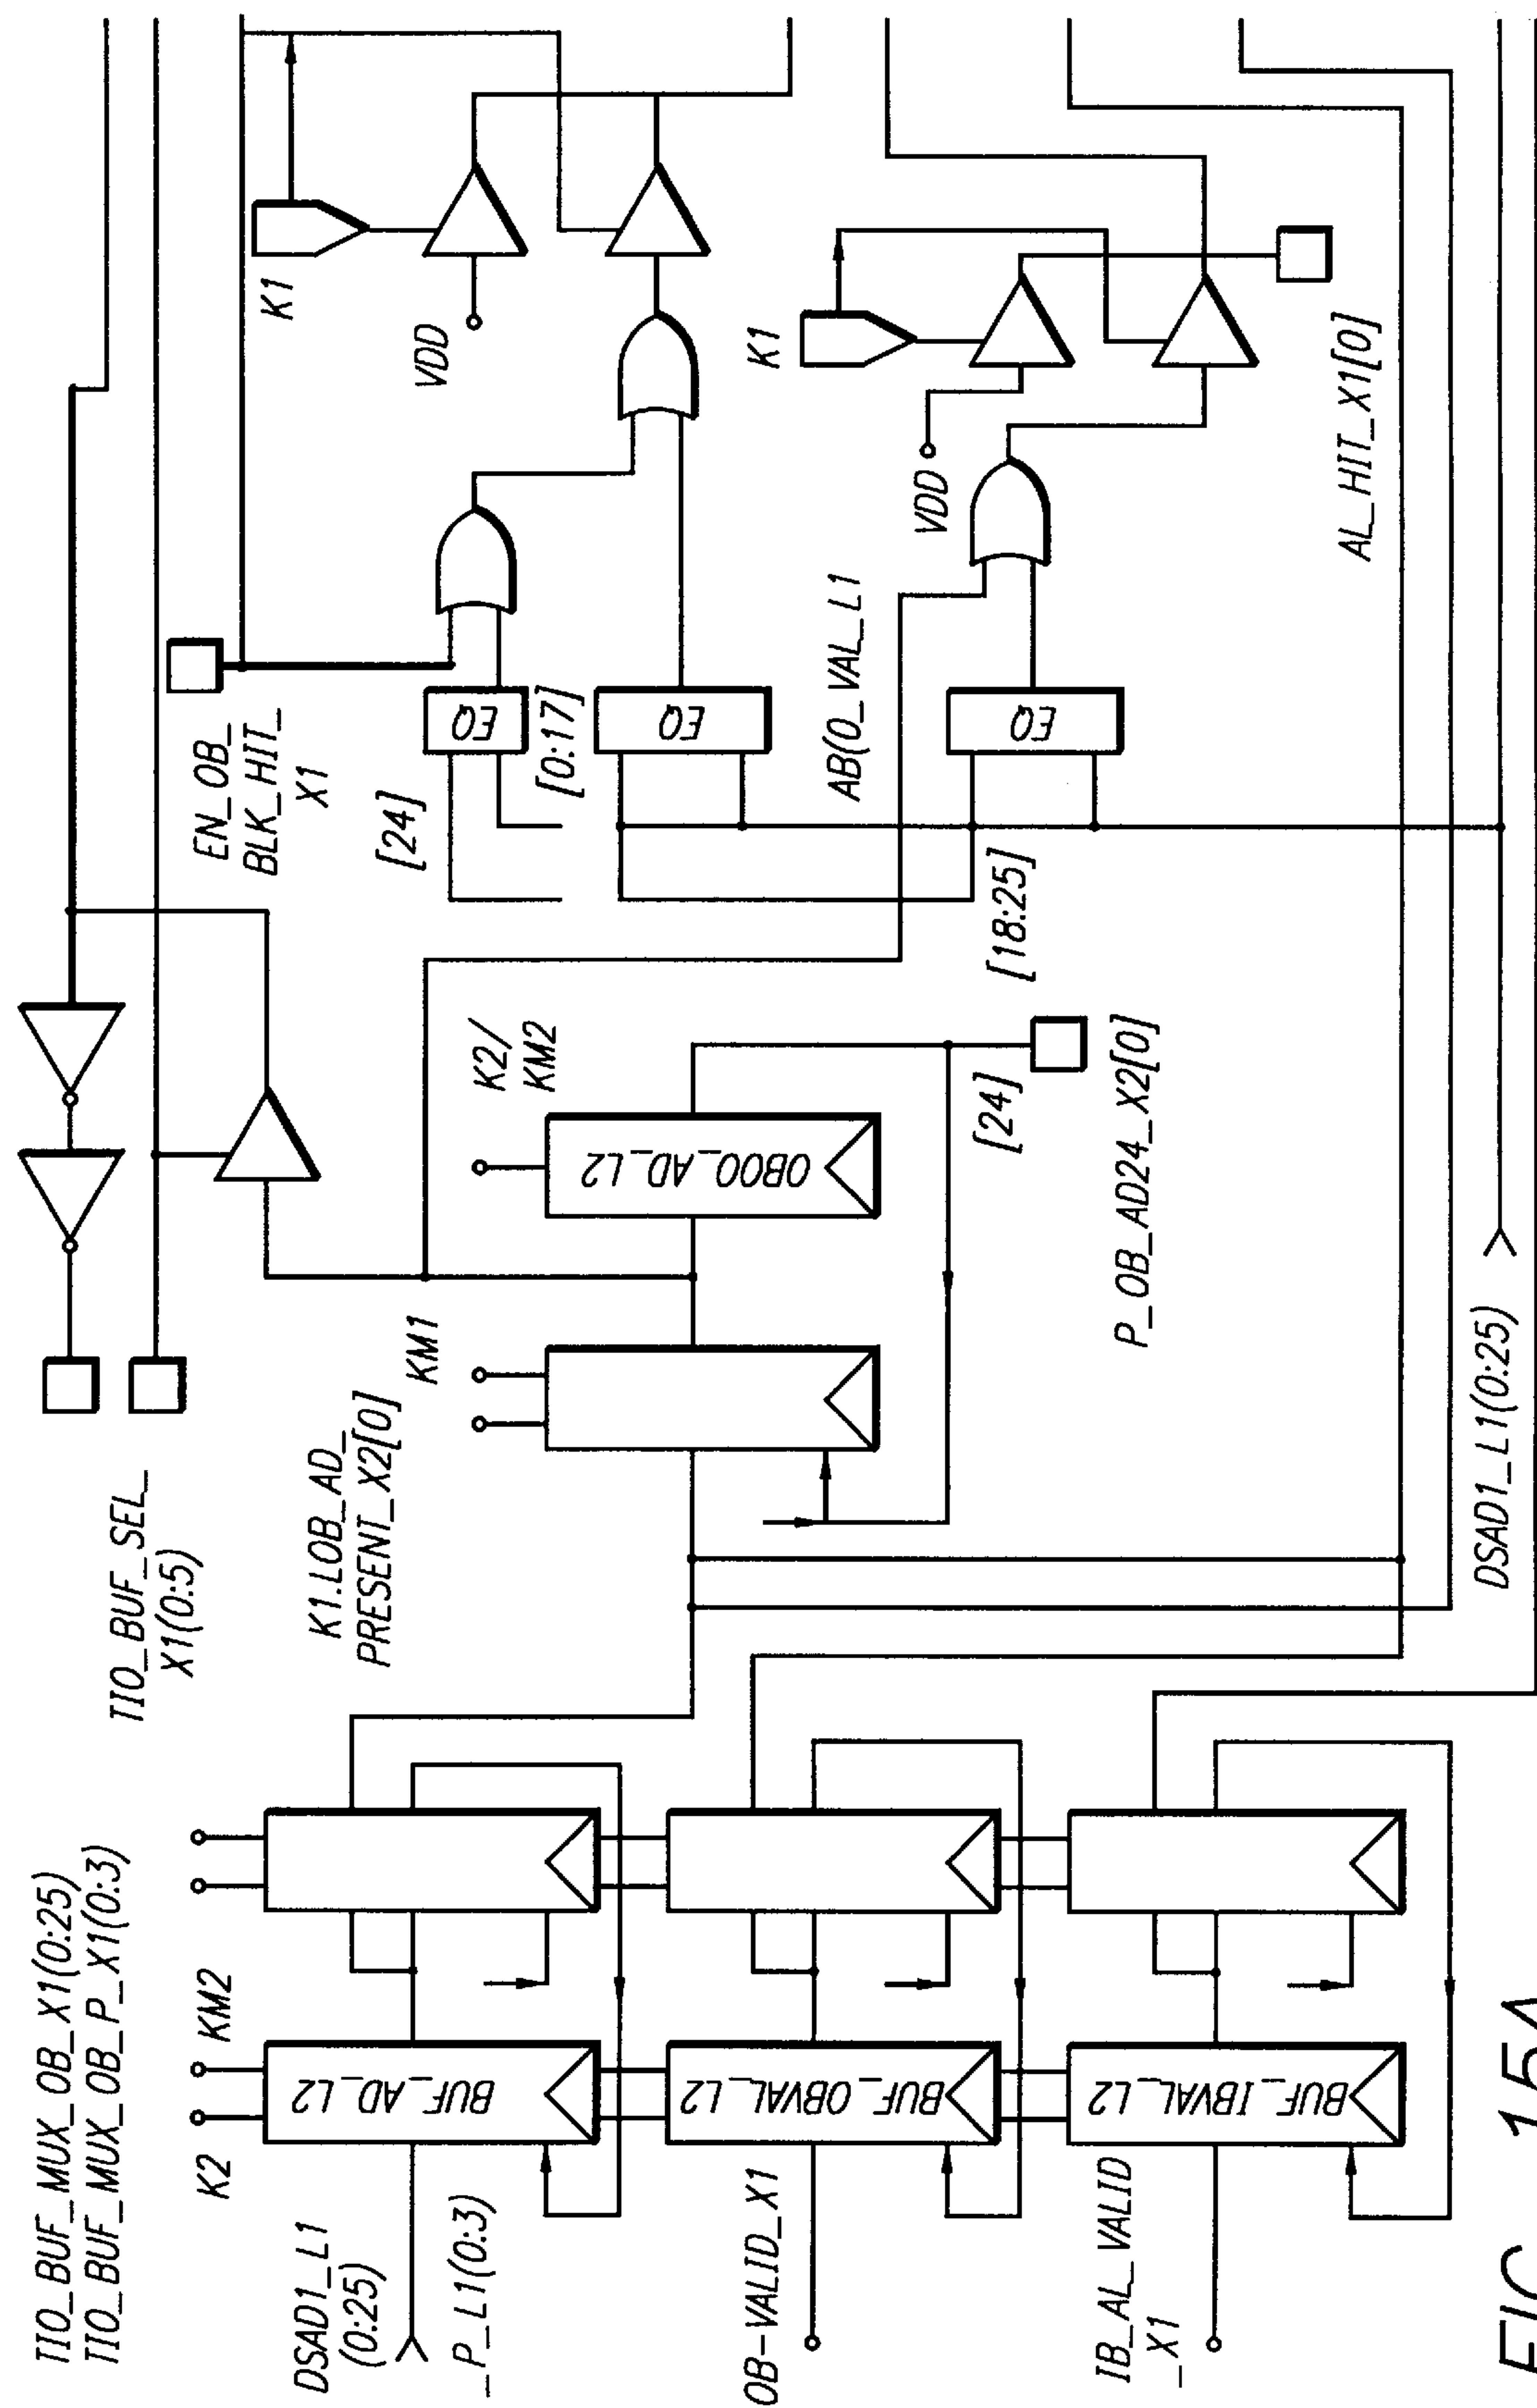 TIO_BUF_MUX_OB_X1(0:25)
TIO_BUF_MUX_OB_P_X1(0:3)
TIO_BUF_SEL_
X1(0:5)
K2
KM2
K1.LOB_AD_
PRESENT_X2[0]
KM1
K2/
KM2
EN_OB_
BLK_HIT_
X1
K1
VDD
[24]
EQ
[0:17]
EQ
DSAD1_L1
(0:25)
_P_L1(0:3)
BUF_AD_L2
OB00_AD_L2
AB(0_VAL_L1
VDD
K1
EQ
[18:25]
OB-VALID_X1
BUF_OBVAL_L2
[24]
P_OB_AD24_X2[0]
AL_HIT_X1[0]
IB_AL_VALID
_X1
BUF_IBVAL_L2
DSAD1_L1(0:25)
FIG. 15A